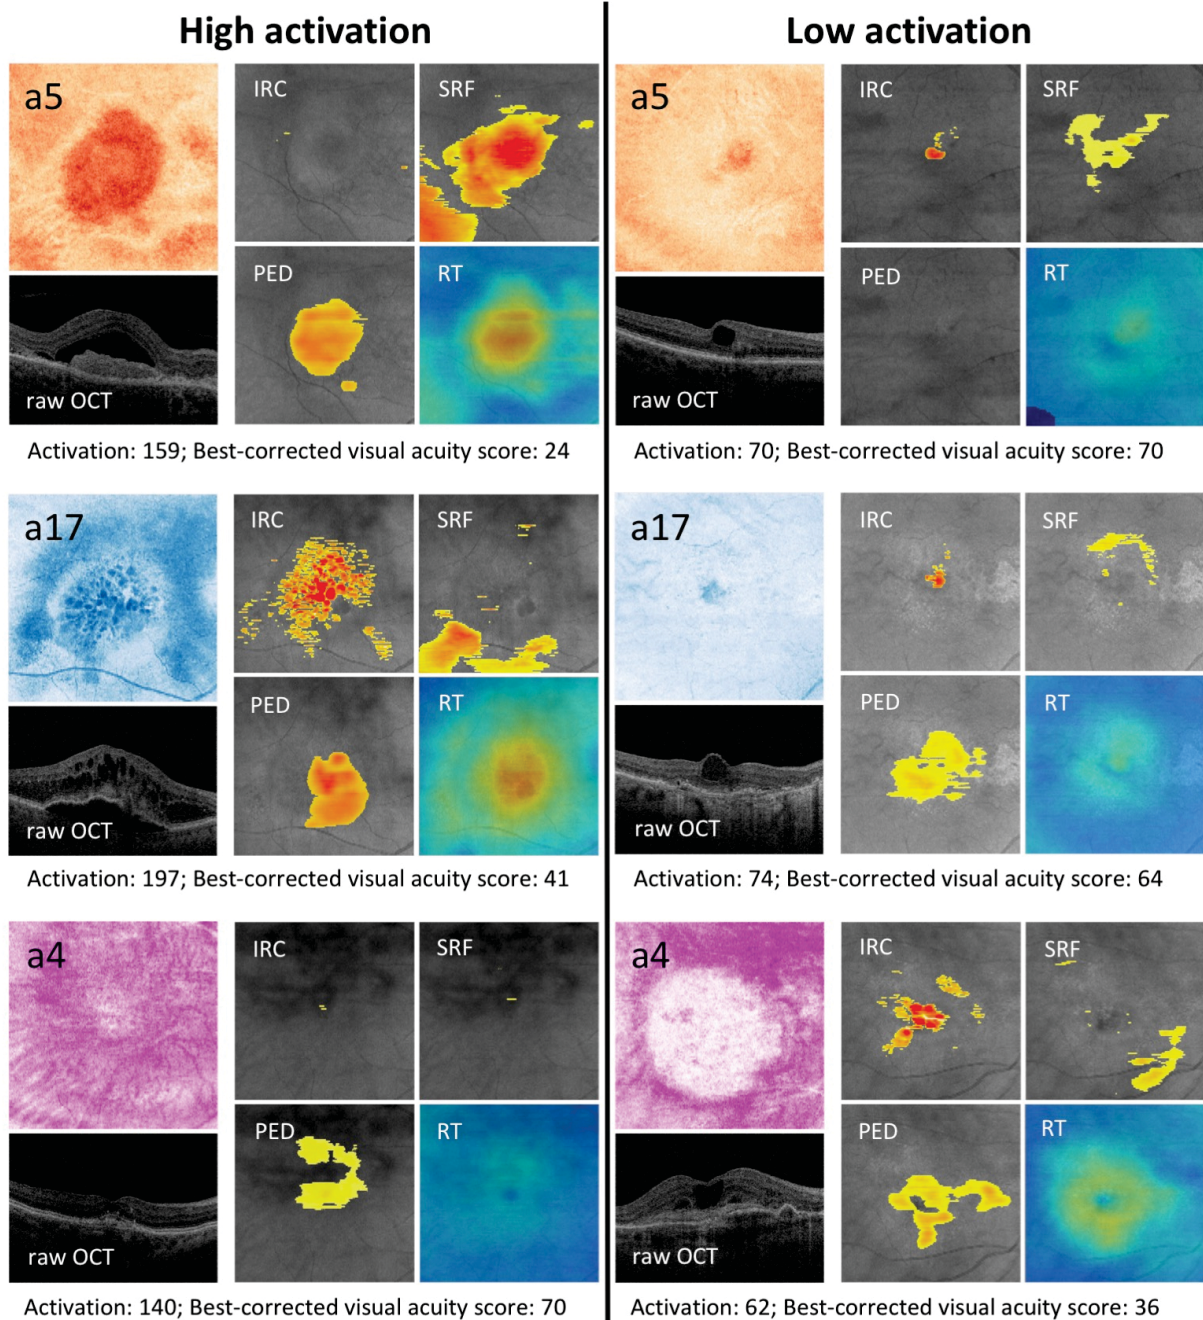 High activation
Low activation
a5
IRC
SRF
PED
RT
raw OCT
Activation: 159; Best-corrected visual acuity score: 24
a5
IRC
SRF
PED
RT
raw OCT
Activation: 70; Best-corrected visual acuity score: 70
a17
IRC
SRF
PED
RT
raw OCT
Activation: 197; Best-corrected visual acuity score: 41
a17
IRC
SRF
PED
RT
raw OCT
Activation: 74; Best-corrected visual acuity score: 64
a4
IRC
SRF
PED
RT
raw OCT
Activation: 140; Best-corrected visual acuity score: 70
a4
IRC
SRF
PED
RT
raw OCT
Activation: 62; Best-corrected visual acuity score: 36